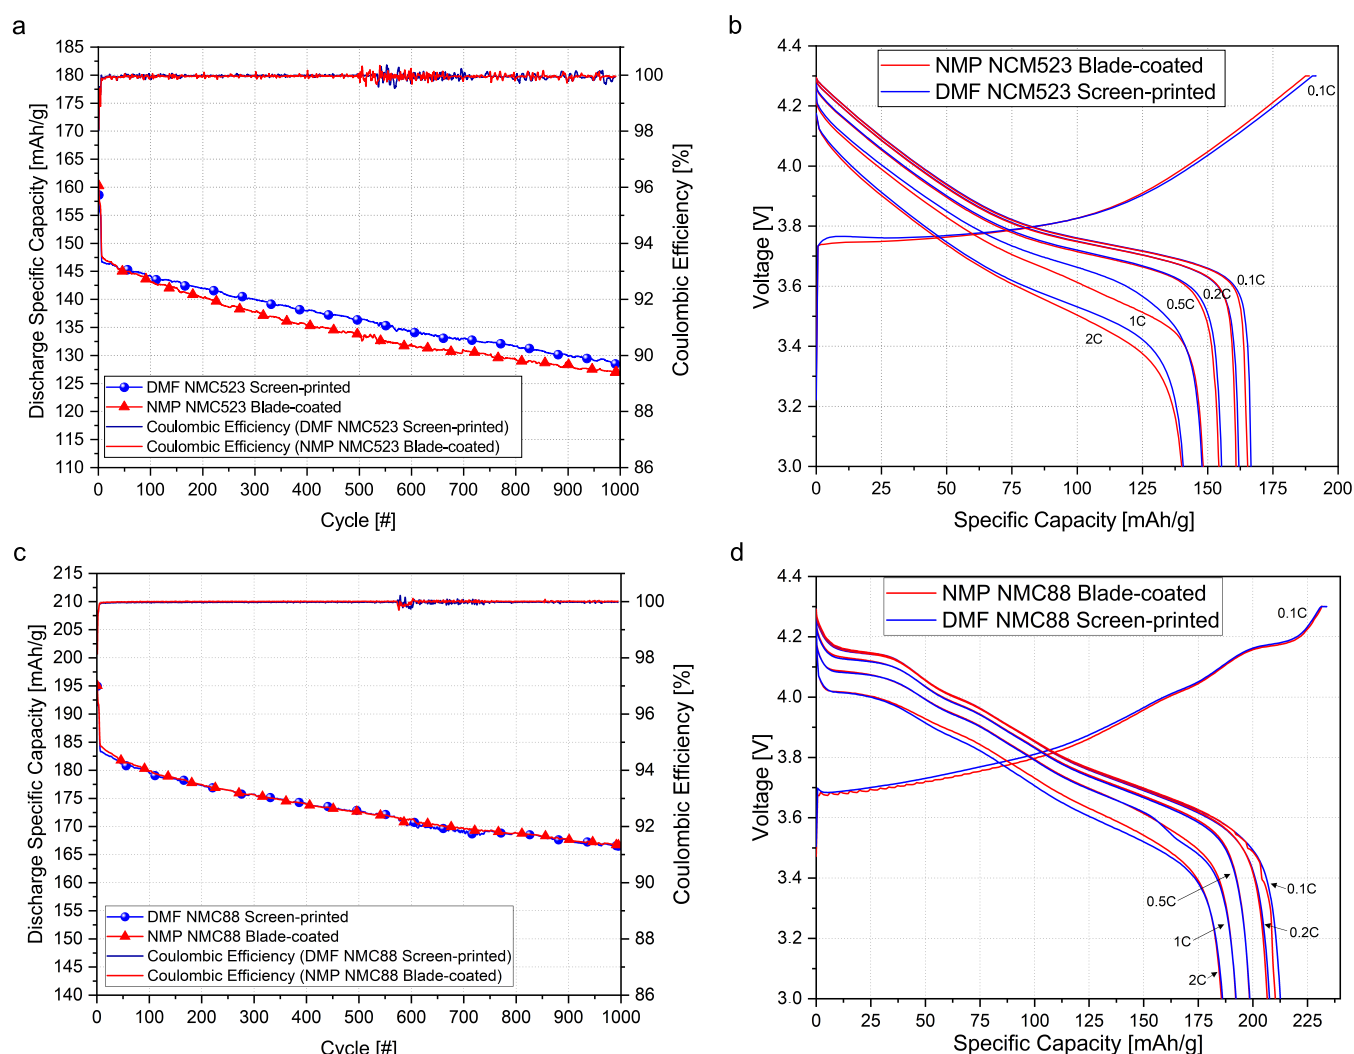 a
185
180
175
170
165
160
155
150
145
140
135
130
125
120
115
110
Discharge Specific Capacity [mAh/g]
100
98
96
94
92
90
88
86
Coulombic Efficiency [%]
DMF NMC523 Screen-printed
NMP NMC523 Blade-coated
Coulombic Efficiency (DMF NMC523 Screen-printed)
Coulombic Efficiency (NMP NMC523 Blade-coated)
0 100 200 300 400 500 600 700 800 900 1000
Cycle [#]
b
4.4
4.2
4.0
3.8
3.6
3.4
3.2
3.0
Voltage [V]
NMP NCM523 Blade-coated
DMF NCM523 Screen-printed
0.1C
0.1C
0.2C
0.5C
1C
2C
0 25 50 75 100 125 150 175 200
Specific Capacity [mAh/g]
c
215
210
205
200
195
190
185
180
175
170
165
160
155
150
145
140
Discharge Specific Capacity [mAh/g]
100
98
96
94
92
90
88
86
Coulombic Efficiency [%]
DMF NMC88 Screen-printed
NMP NMC88 Blade-coated
Coulombic Efficiency (DMF NMC88 Screen-printed)
Coulombic Efficiency (NMP NMC88 Blade-coated)
0 100 200 300 400 500 600 700 800 900 1000
Cycle [#]
d
4.4
4.2
4.0
3.8
3.6
3.4
3.2
3.0
Voltage [V]
NMP NMC88 Blade-coated
DMF NMC88 Screen-printed
0.1C
0.1C
0.5C
0.2C
1C
2C
0 25 50 75 100 125 150 175 200 225
Specific Capacity [mAh/g]